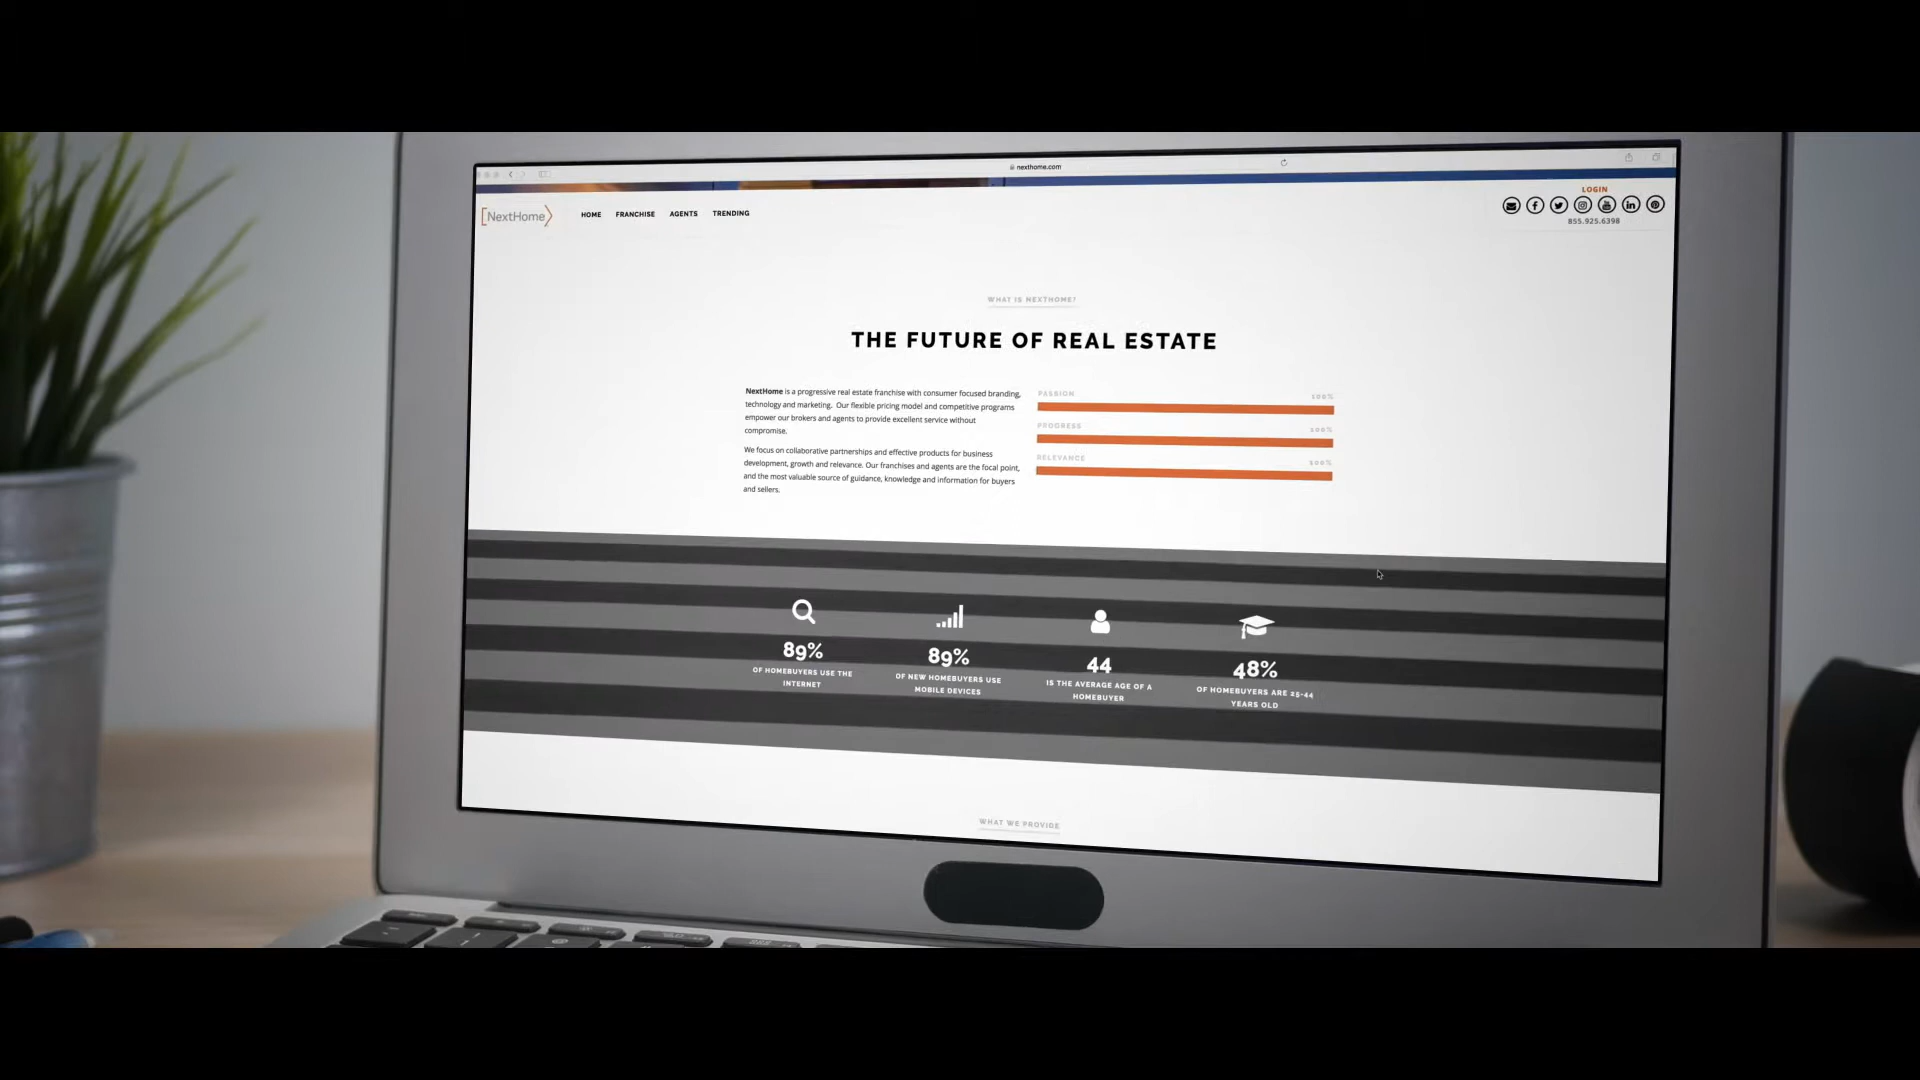 nexthome.com
NextHome
HOME FRANCHISE AGENTS TRENDING
LOGIN
855.925.6398
WHAT IS NEXTHOME?
THE FUTURE OF REAL ESTATE
NextHome is a progressive real estate franchise with consumer focused branding,
technology and marketing. Our flexible pricing model and competitive programs
empower our brokers and agents to provide excellent service without
compromise.
We focus on collaborative partnerships and effective products for business
development, growth and relevance. Our franchises and agents are the focal point,
and the most valuable source of guidance, knowledge and information for buyers
and sellers.
PASSION 100%
PROGRESS 100%
RELEVANCE 100%
89%
OF HOMEBUYERS USE THE
INTERNET
89%
OF NEW HOMEBUYERS USE
MOBILE DEVICES
44
IS THE AVERAGE AGE OF A
HOMEBUYER
48%
OF HOMEBUYERS ARE 25-44
YEARS OLD
WHAT WE PROVIDE